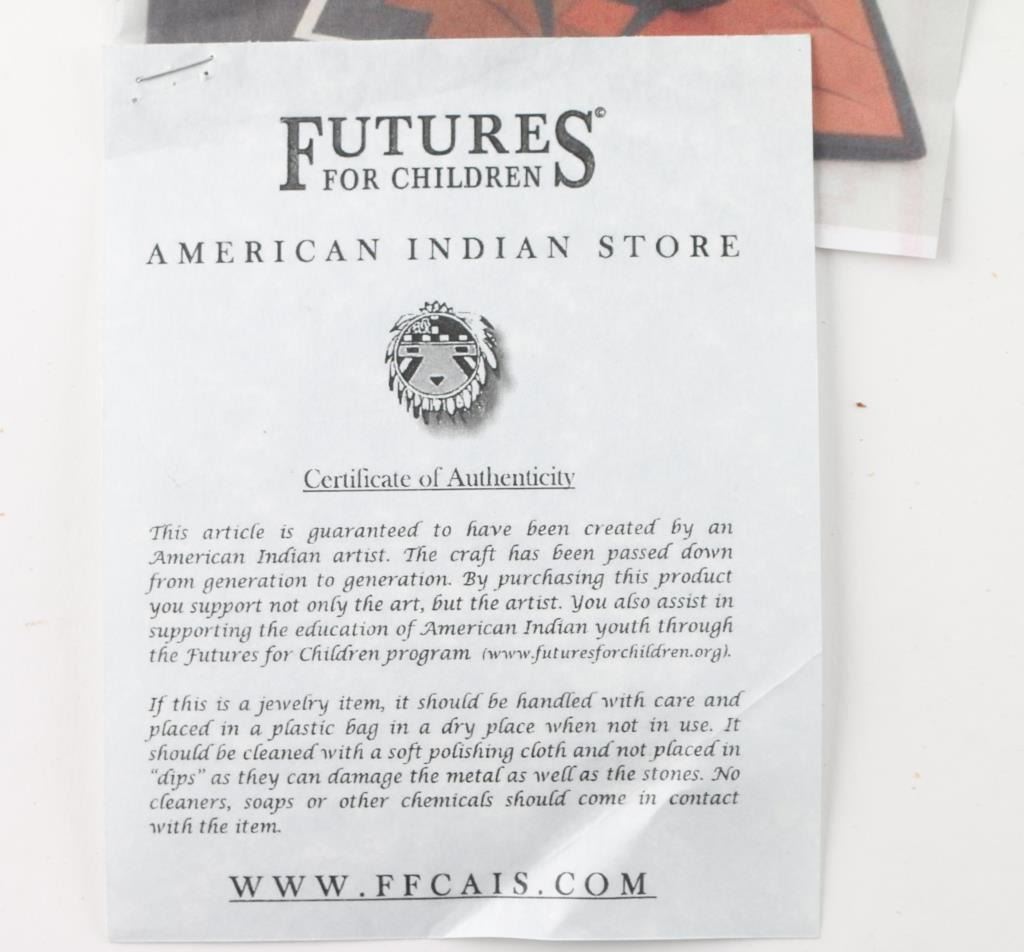 FUTURES©
FOR CHILDREN
AMERICAN INDIAN STORE
Certificate of Authenticity
This article is guaranteed to have been created by an
American Indian artist. The craft has been passed down
from generation to generation. By purchasing this product
you support not only the art, but the artist. You also assist in
supporting the education of American Indian youth through
the Futures for Children program (www.futuresforchildren.org).
If this is a jewelry item, it should be handled with care and
placed in a plastic bag in a dry place when not in use. It
should be cleaned with a soft polishing cloth and not placed in
"dips" as they can damage the metal as well as the stones. No
cleaners, soaps or other chemicals should come in contact
with the item.
WWW.FFCAIS.COM